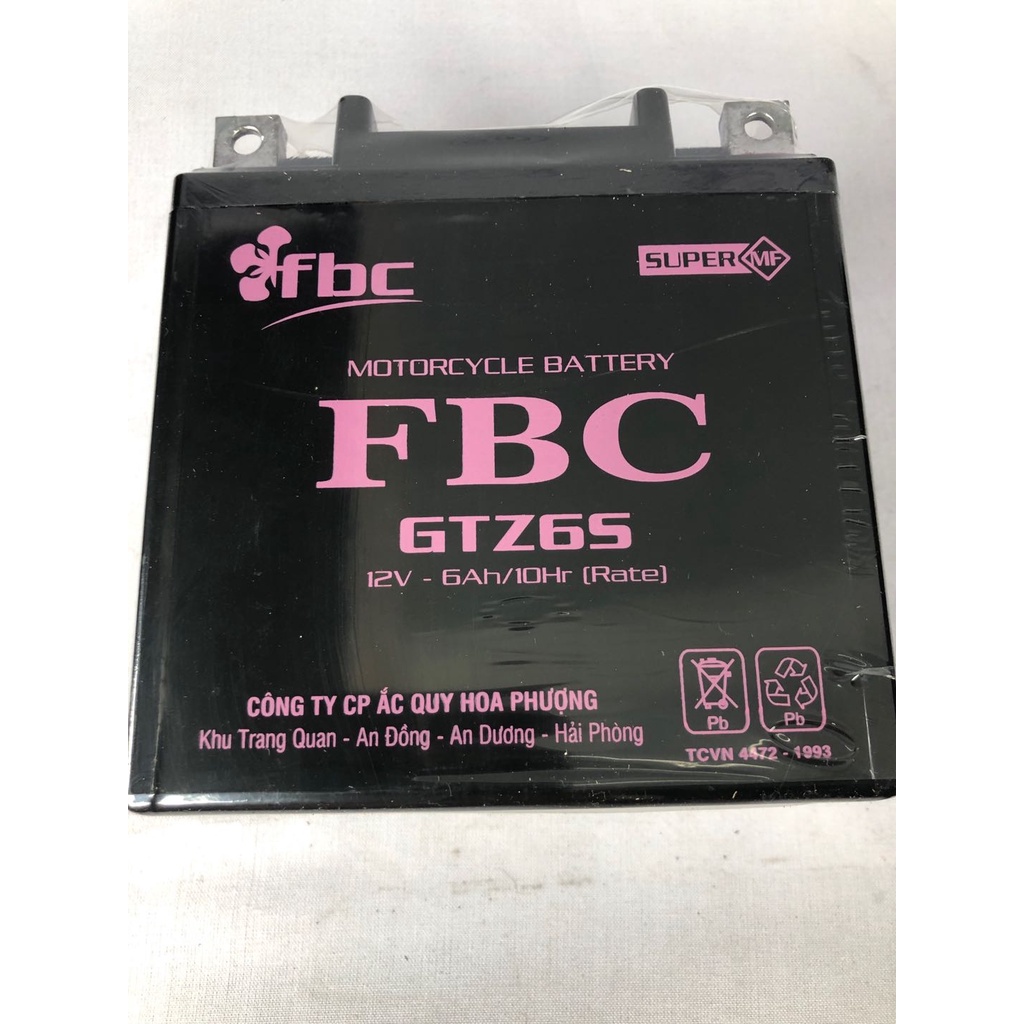 fbc
SUPER MF
MOTORCYCLE BATTERY
FBC
GTZ6S
12V - 6Ah/10Hr (Rate)
CÔNG TY CP ẮC QUY HOA PHƯỢNG
Khu Trang Quan - An Đồng - An Dương - Hải Phòng
Pb
Pb
TCVN 4472 - 1993